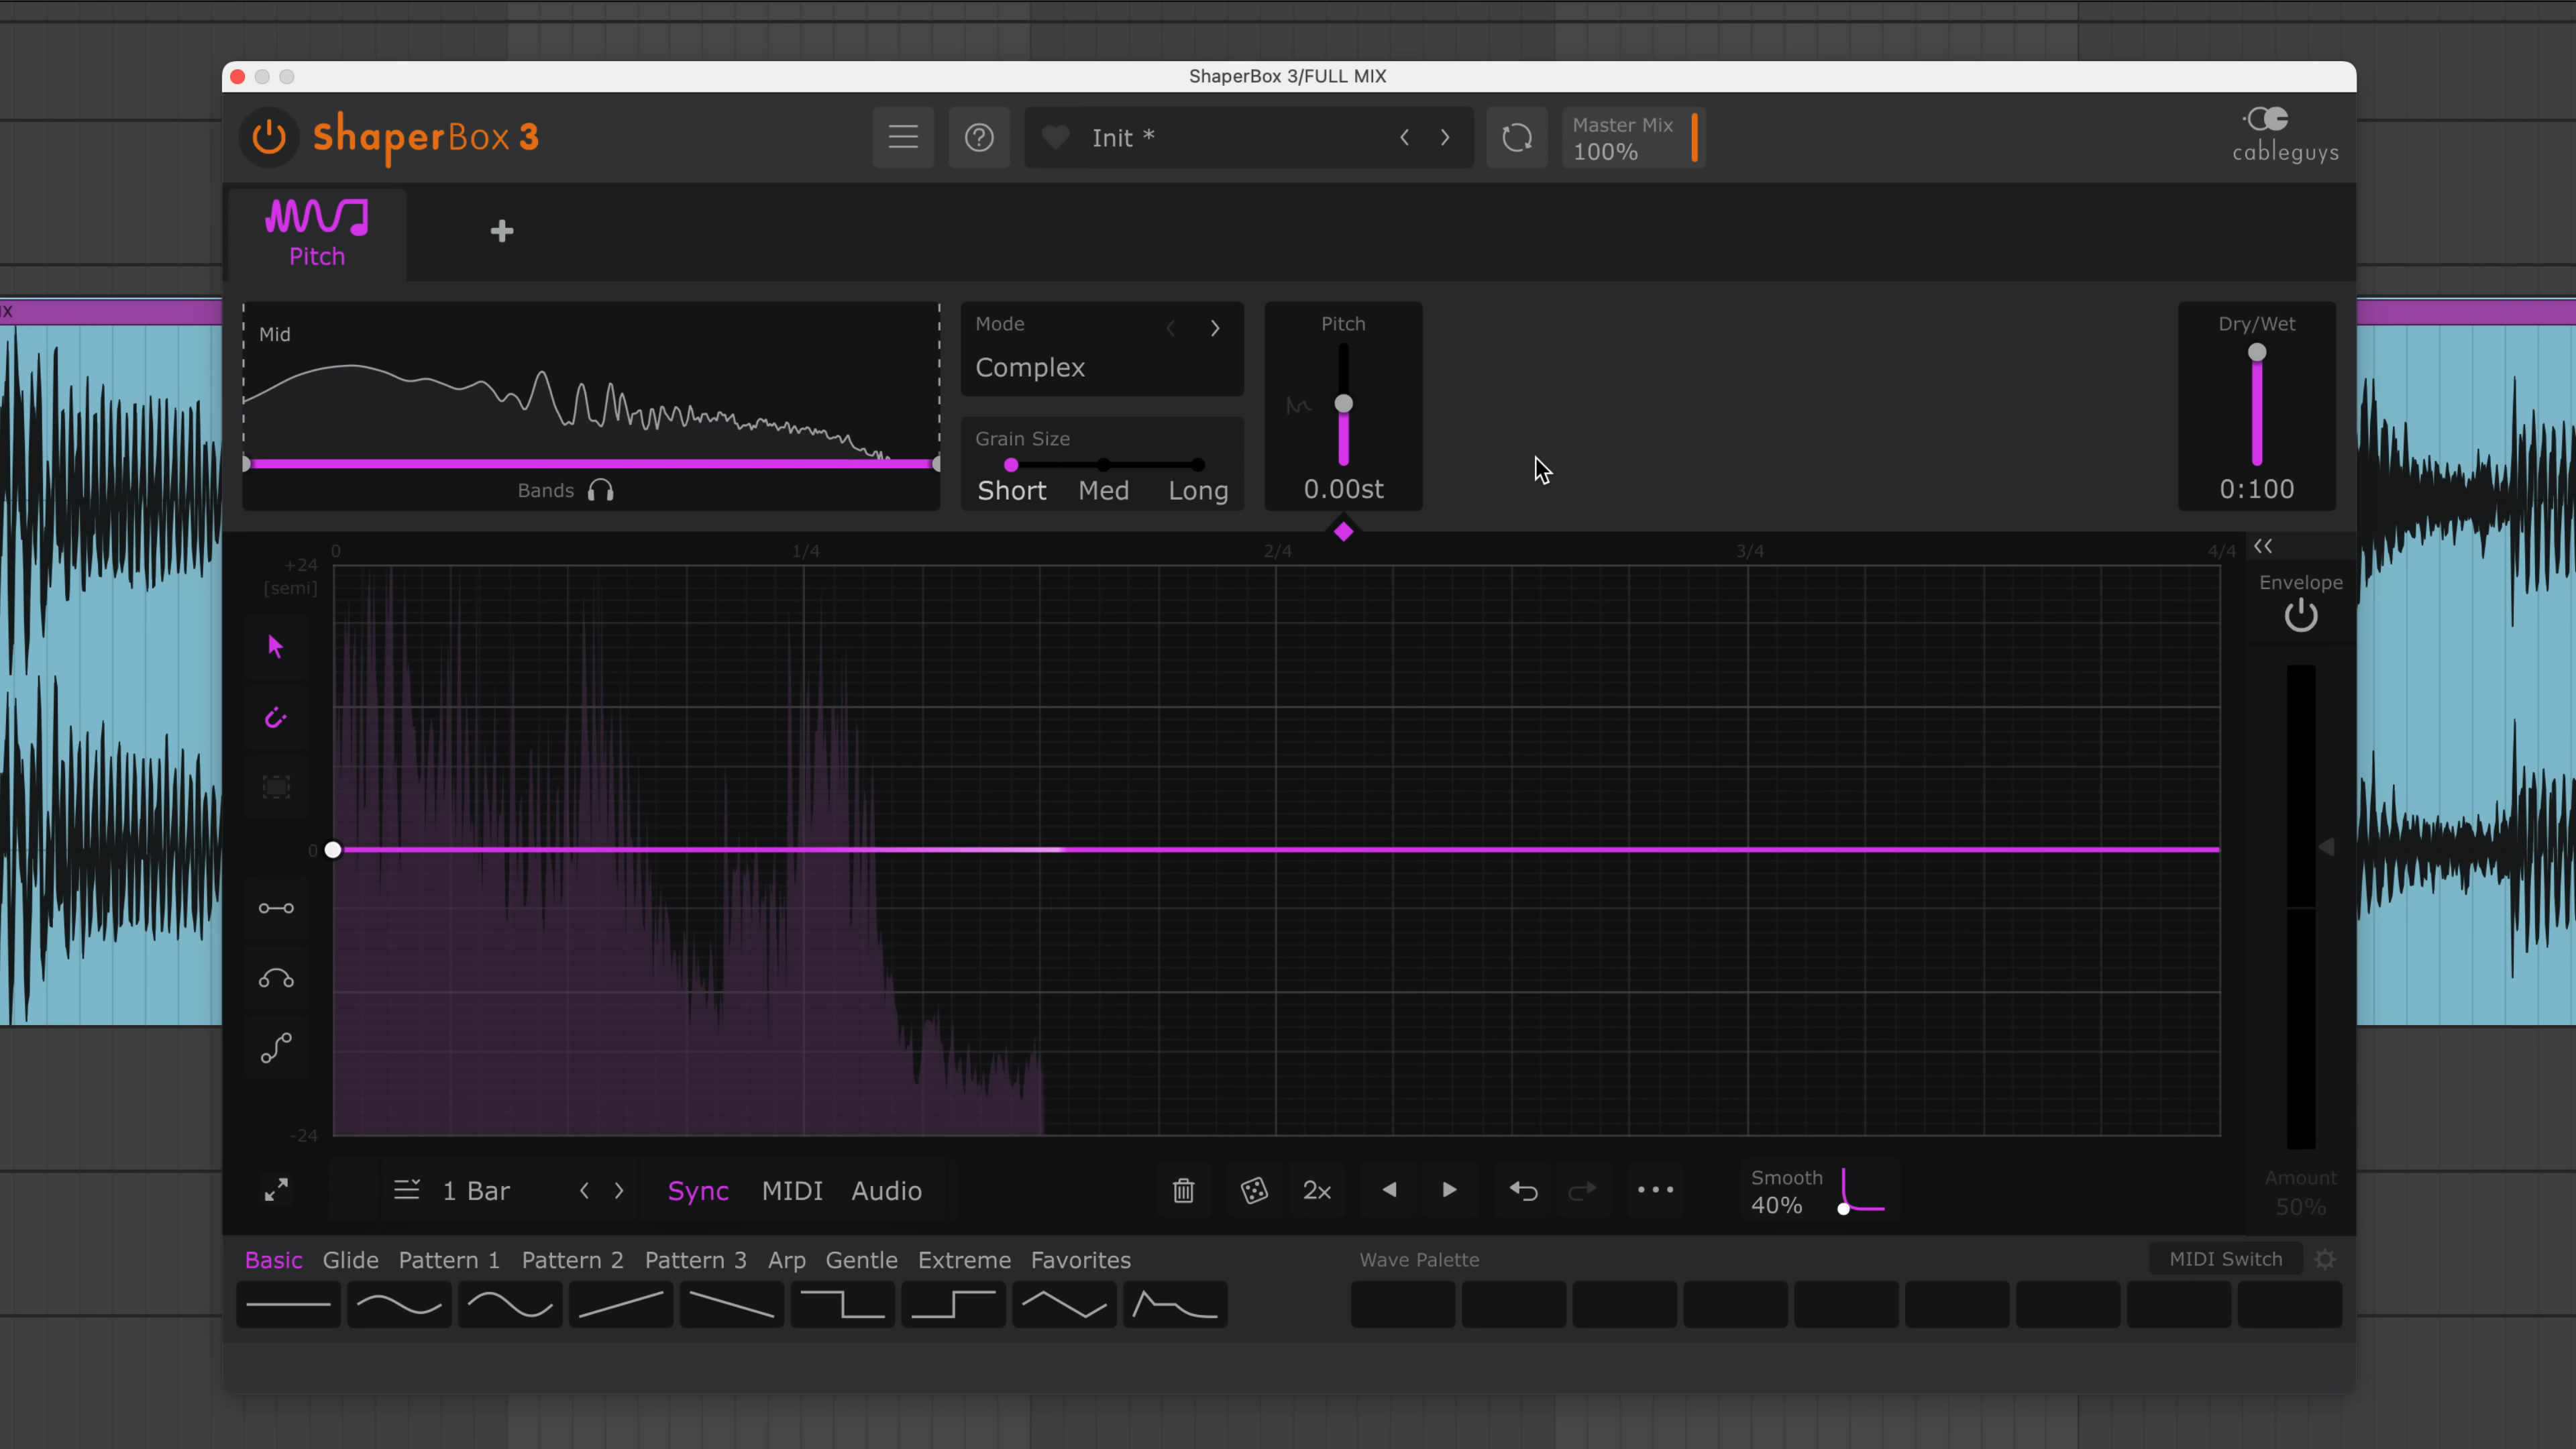 ShaperBox 3/FULL MIX
ShaperBox 3
Init *
Master Mix
100%
cableguys
Pitch
Mid
Bands
Mode
Complex
Grain Size
Short Med Long
Pitch
0.00st
Dry/Wet
0:100
0 1/4 2/4 3/4 4/4
+24
[semi]
0
-24
Envelope
Amount
50%
1 Bar
Sync MIDI Audio
2x
Smooth
40%
Basic Glide Pattern 1 Pattern 2 Pattern 3 Arp Gentle Extreme Favorites
Wave Palette
MIDI Switch